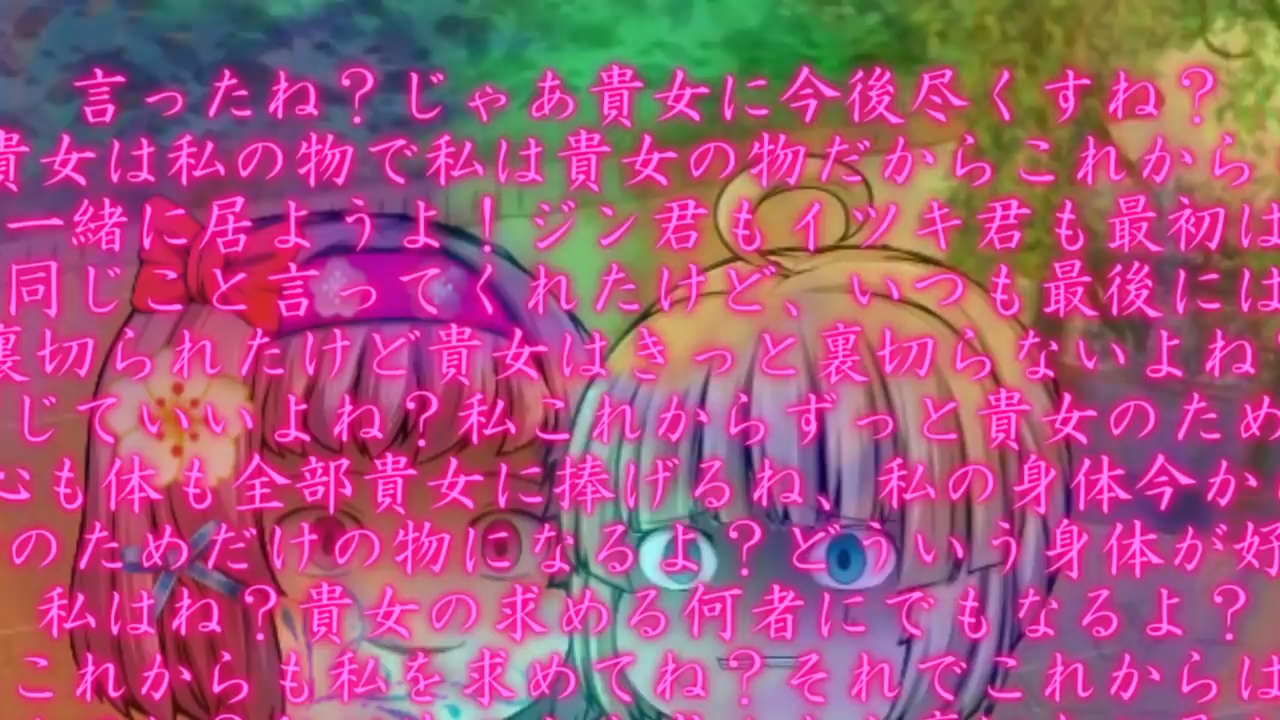 言ったね？じゃあ貴女に今後尽くすね？
貴女は私の物で私は貴女の物だからこれから
一緒に居ようよ！ジン君もイツキ君も最初は
同じこと言ってくれたけど、いつも最後には
裏切られたけど貴女はきっと裏切らないよね？
じていいよね？私これからずっと貴女のため
心も体も全部貴女に捧げるね、私の身体今か
のためだけの物になるよ？どういう身体が好
私はね？貴女の求める何者にでもなるよ？
これからも私を求めてね？それでこれからは